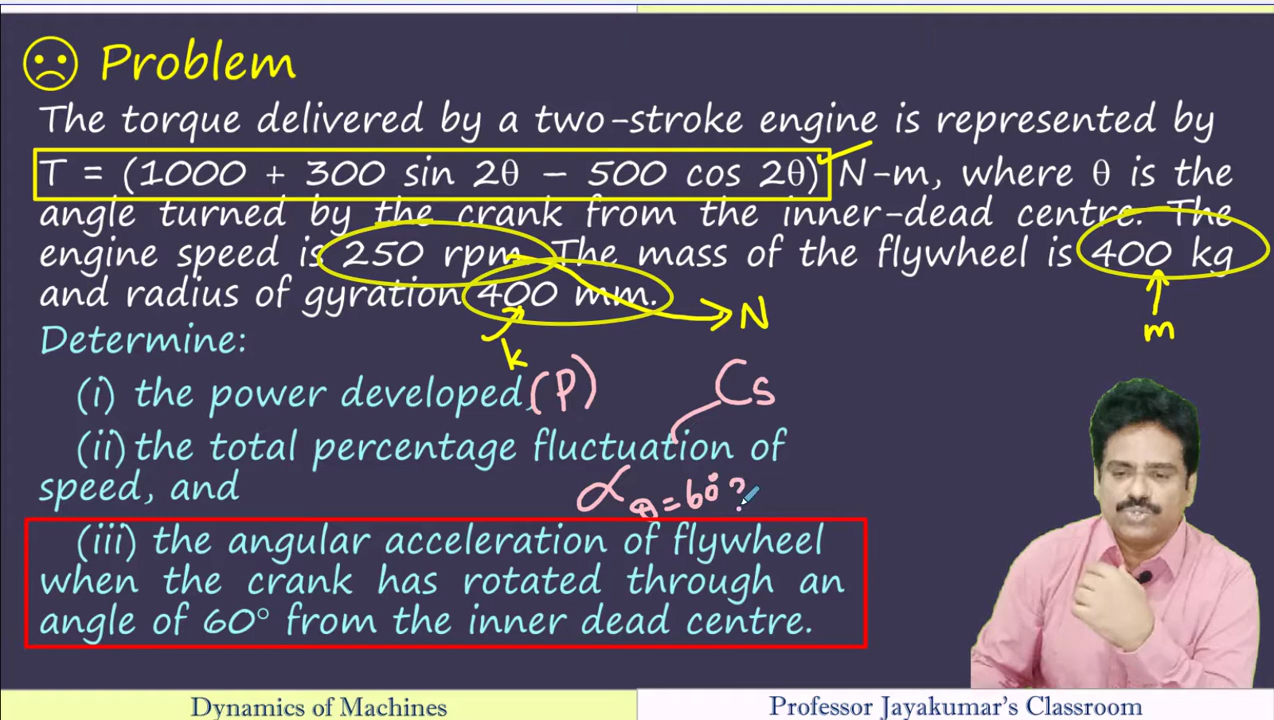 Problem
The torque delivered by a two-stroke engine is represented by
T = (1000 + 300 sin 2θ − 500 cos 2θ) N-m, where θ is the
angle turned by the crank from the inner-dead centre. The
engine speed is 250 rpm. The mass of the flywheel is 400 kg
and radius of gyration 400 mm.
N
m
k
Determine:
(i) the power developed, (P)
Cs
(ii) the total percentage fluctuation of
speed, and
α θ = 60° ?
(iii) the angular acceleration of flywheel
when the crank has rotated through an
angle of 60° from the inner dead centre.
Dynamics of Machines
Professor Jayakumar's Classroom